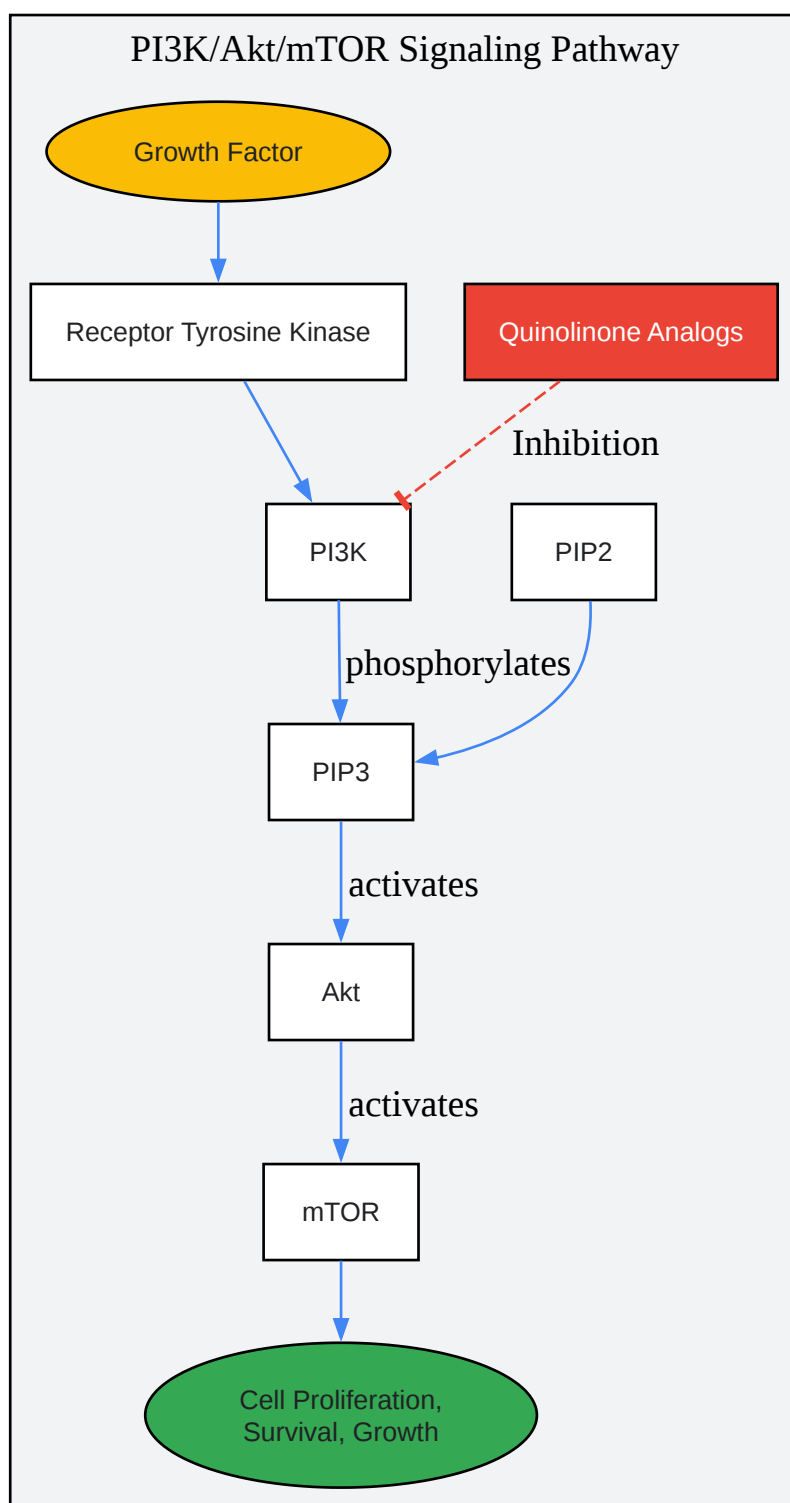 PI3K/Akt/mTOR Signaling Pathway
Growth Factor
Receptor Tyrosine Kinase
Quinolinone Analogs
Inhibition
PI3K
PIP2
phosphorylates
PIP3
activates
Akt
activates
mTOR
Cell Proliferation,
Survival, Growth